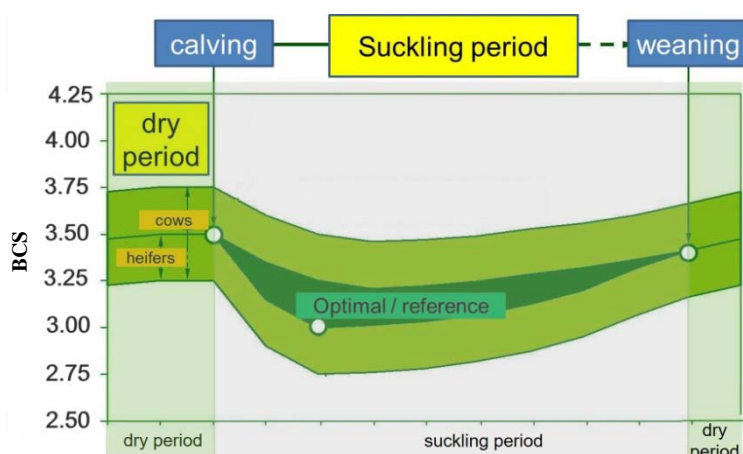 calving
Suckling period
weaning
4.25
4.00
3.75
3.50
3.25
3.00
2.75
2.50
BCS
dry
period
cows
heifers
Optimal / reference
dry period
suckling period
dry
period